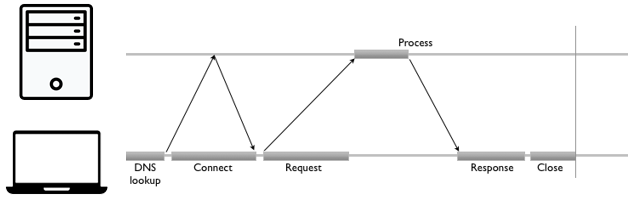 Process
DNS
lookup
Connect
Request
Response
Close